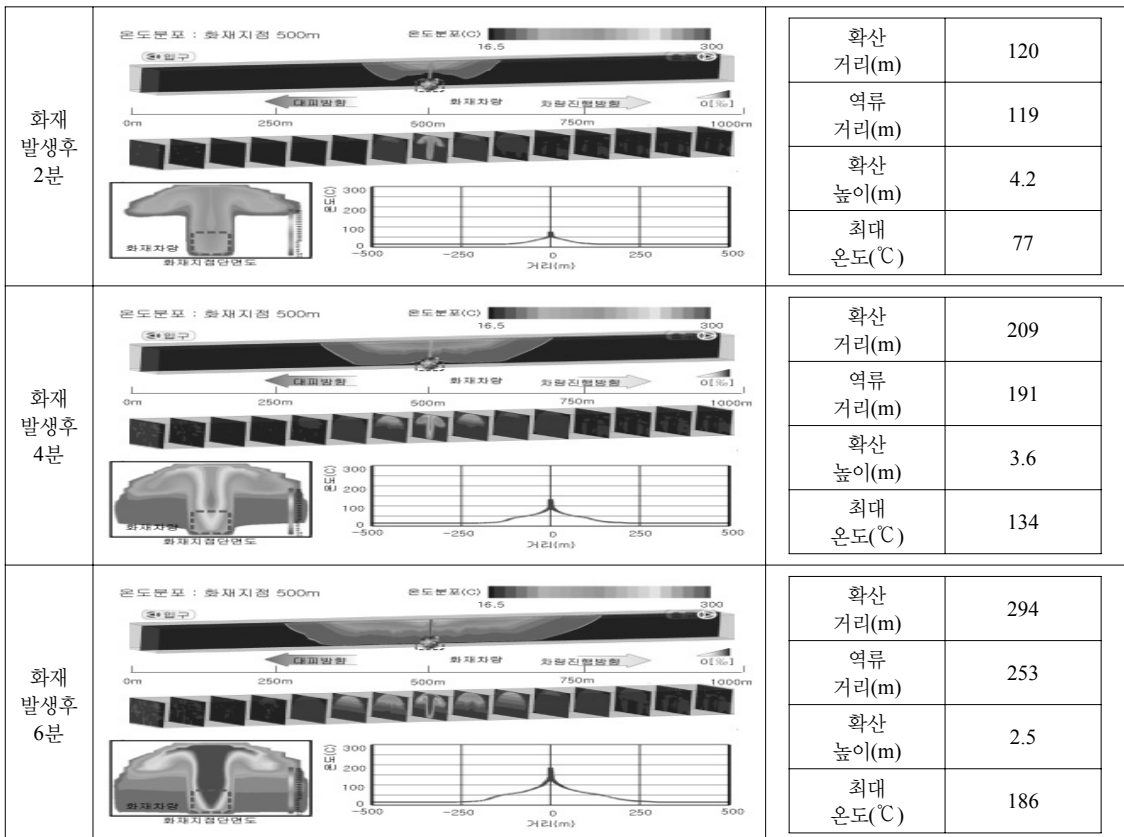 화재
발생후
2분
온도분포 : 화재지점 500m
온도분포(C)
16.5 300
입구
대피방향 화재차량 차량진행방향 0[‰]
0m 250m 500m 750m 1000m
화재차량
화재지점단면도
온도(C)
300
200
100
0
-500 -250 0 250 500
거리(m)
확산
거리(m)
120
역류
거리(m)
119
확산
높이(m)
4.2
최대
온도(℃)
77
화재
발생후
4분
온도분포 : 화재지점 500m
온도분포(C)
16.5 300
입구
대피방향 화재차량 차량진행방향 0[‰]
0m 250m 500m 750m 1000m
화재차량
화재지점단면도
300
200
100
0
-500 -250 0 250 500
거리(m)
확산
거리(m)
209
역류
거리(m)
191
확산
높이(m)
3.6
최대
온도(℃)
134
화재
발생후
6분
온도분포 : 화재지점 500m
온도분포(C)
16.5 300
입구
대피방향 화재차량 차량진행방향 0[‰]
0m 250m 500m 750m 1000m
화재차량
화재지점단면도
300
200
100
0
-500 -250 0 250 500
거리(m)
확산
거리(m)
294
역류
거리(m)
253
확산
높이(m)
2.5
최대
온도(℃)
186